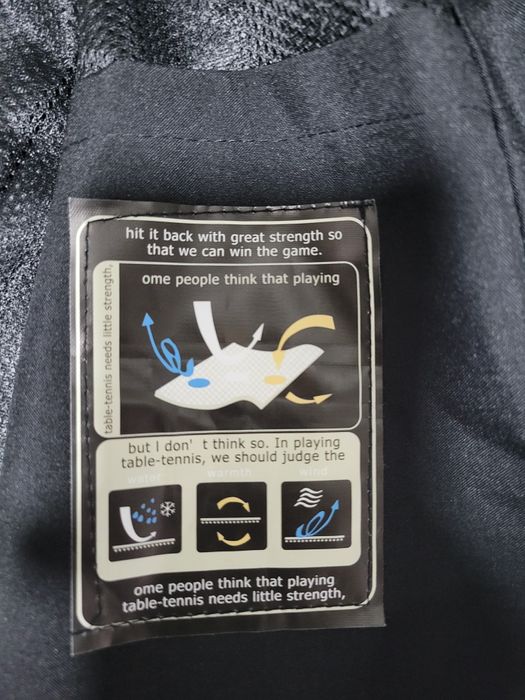 hit it back with great strength so
that we can win the game.
ome people think that playing
table-tennis needs little strength,
but I don' t think so. In playing
table-tennis, we should judge the
water
warmth
wind
ome people think that playing
table-tennis needs little strength,